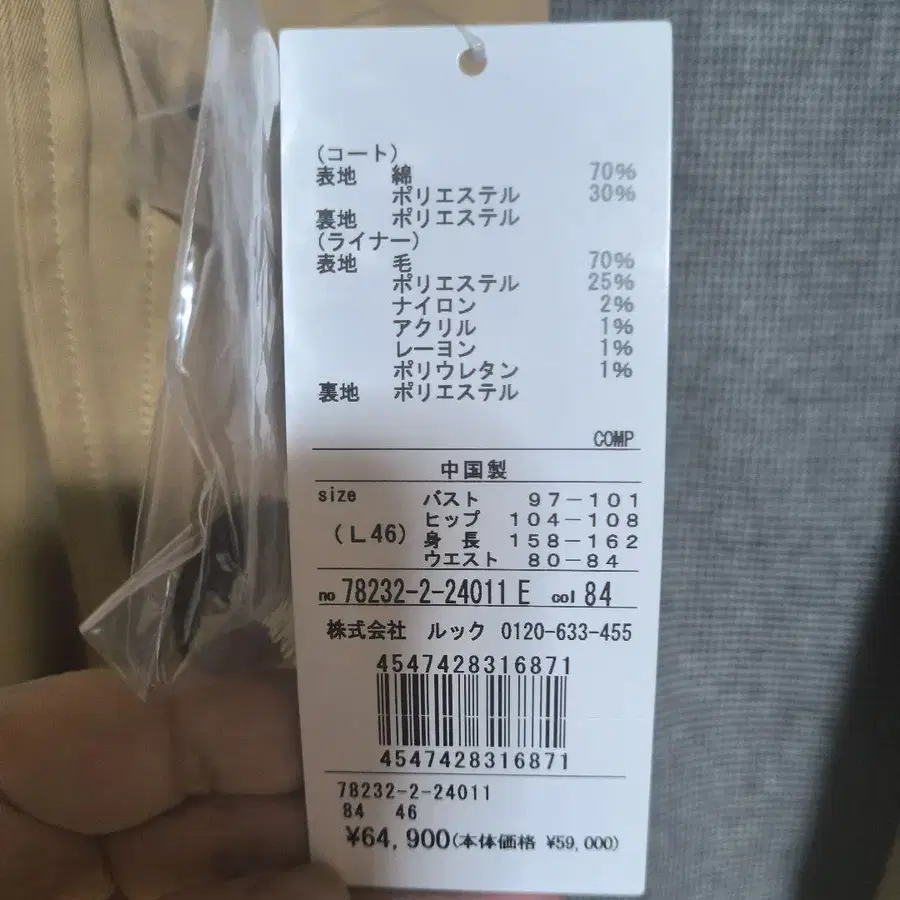 (コート)
表地 綿 70%
ポリエステル 30%
裏地 ポリエステル
(ライナー)
表地 毛 70%
ポリエステル 25%
ナイロン 2%
アクリル 1%
レーヨン 1%
ポリウレタン 1%
裏地 ポリエステル
COMP
中国製
size バスト 97-101
ヒップ 104-108
(L46) 身長 158-162
ウエスト 80-84
no 78232-2-24011 E col 84
株式会社 ルック 0120-633-455
4547428316871
4547428316871
78232-2-24011
84 46
¥64,900(本体価格 ¥59,000)